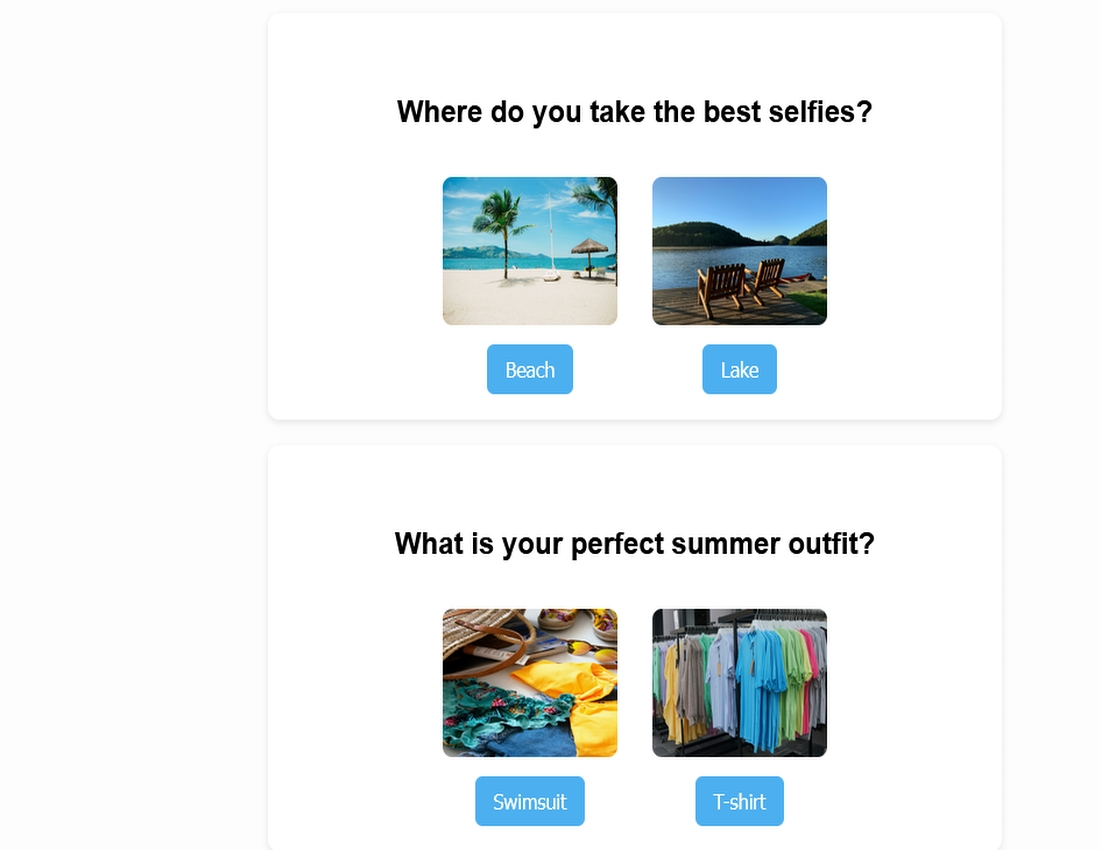 Where do you take the best selfies?
Beach
Lake
What is your perfect summer outfit?
Swimsuit
T-shirt